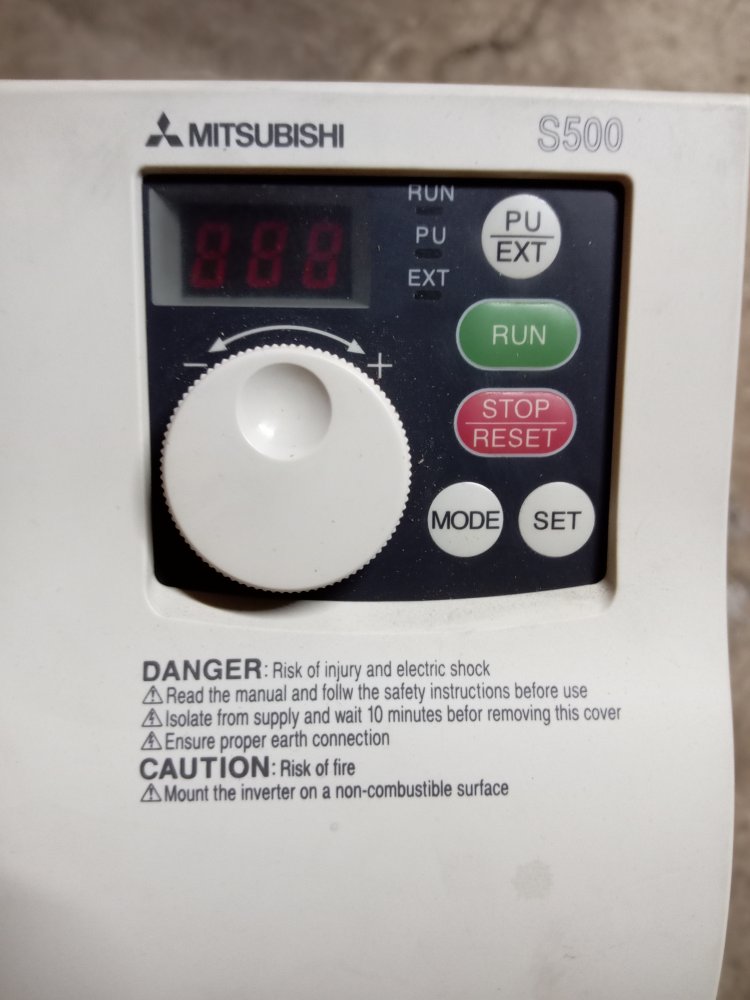 MITSUBISHI S500
888
RUN
PU
EXT
PU
EXT
RUN
− +
STOP
RESET
MODE SET
DANGER: Risk of injury and electric shock
Read the manual and follw the safety instructions before use
Isolate from supply and wait 10 minutes befor removing this cover
Ensure proper earth connection
CAUTION: Risk of fire
Mount the inverter on a non-combustible surface